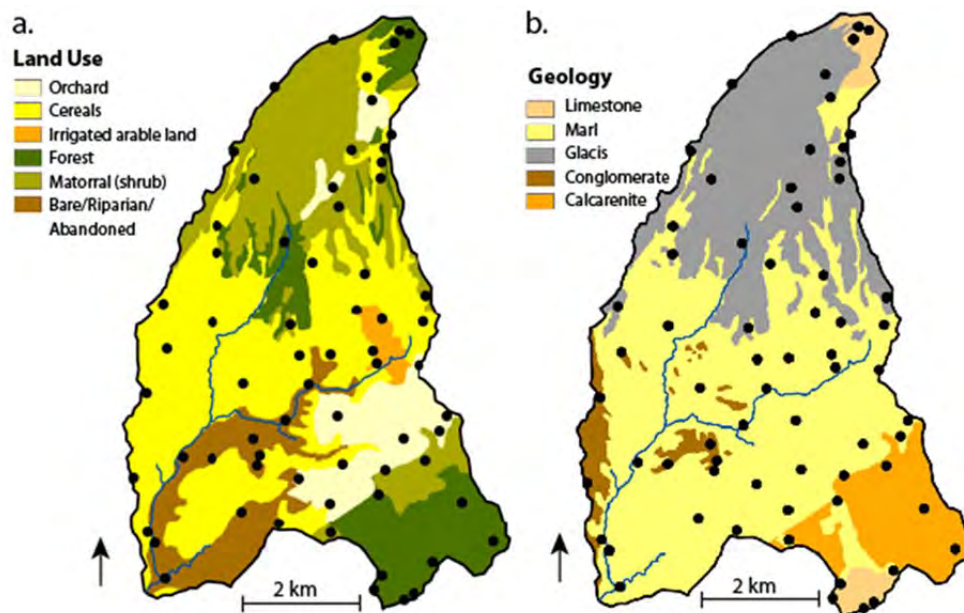 a.
Land Use
Orchard
Cereals
Irrigated arable land
Forest
Matorral (shrub)
Bare/Riparian/
Abandoned
2 km
b.
Geology
Limestone
Marl
Glacis
Conglomerate
Calcarenite
2 km